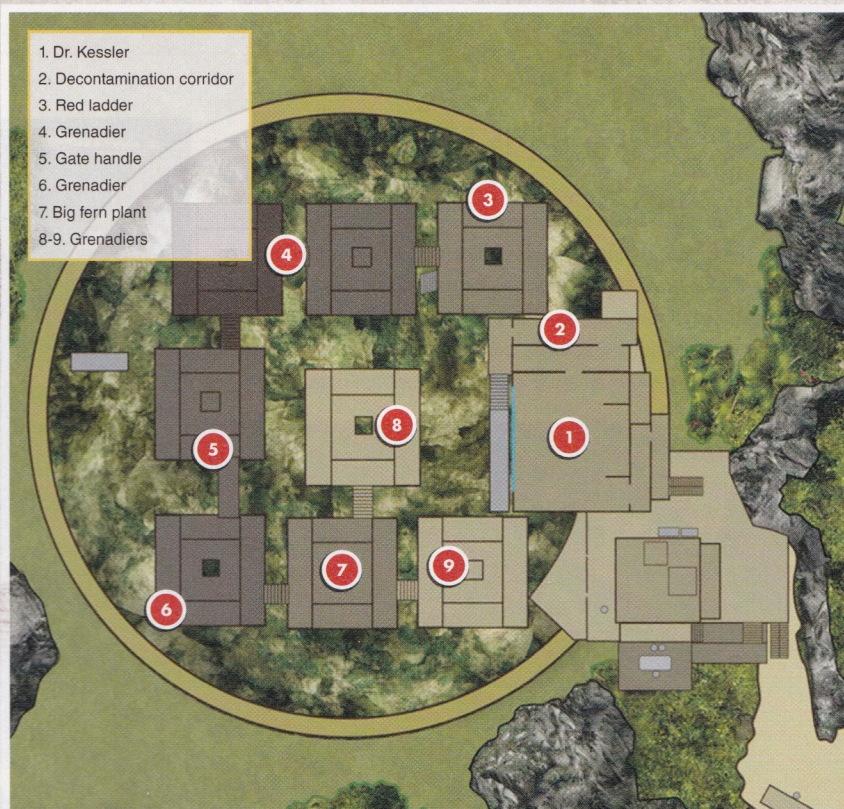 1. Dr. Kessler
2. Decontamination corridor
3. Red ladder
4. Grenadier
5. Gate handle
6. Grenadier
7. Big fern plant
8-9. Grenadiers
3
4
2
8
1
5
7
9
6